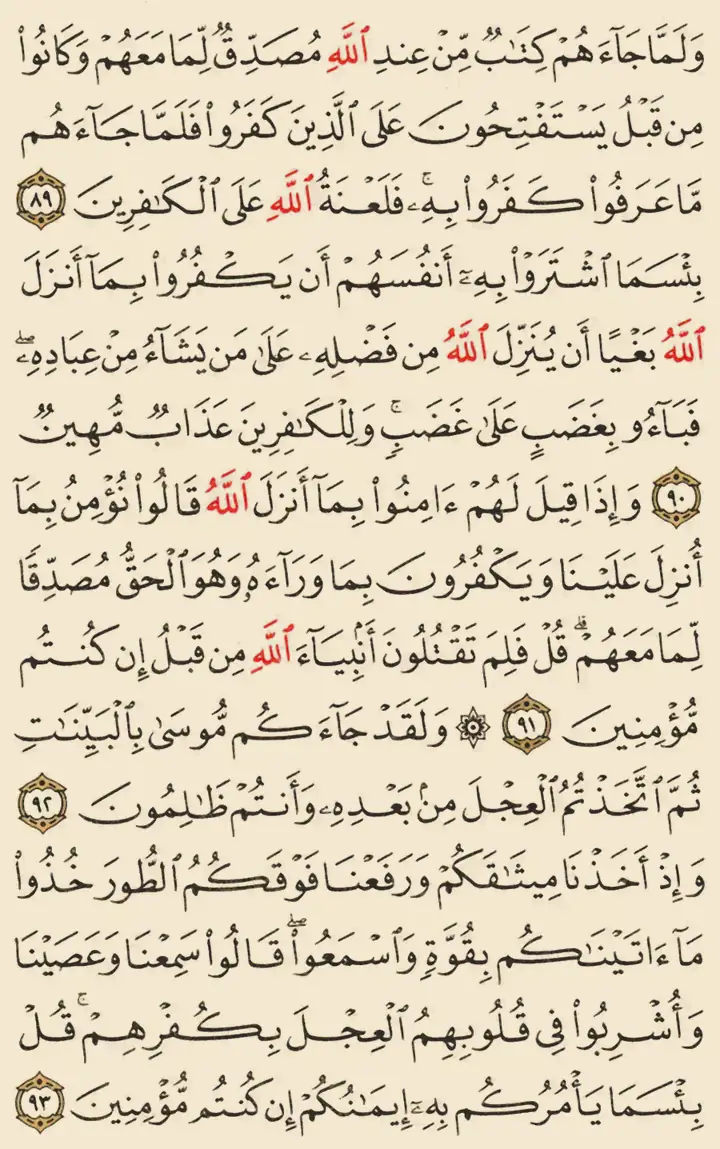 وَلَمَّا جَآءَهُمْ كِتَٰبٌ مِّنْ عِندِ ٱللَّهِ مُصَدِّقٌ لِّمَا مَعَهُمْ وَكَانُوا۟
مِن قَبْلُ يَسْتَفْتِحُونَ عَلَى ٱلَّذِينَ كَفَرُوا۟ فَلَمَّا جَآءَهُم
مَّا عَرَفُوا۟ كَفَرُوا۟ بِهِۦ ۚ فَلَعْنَةُ ٱللَّهِ عَلَى ٱلْكَٰفِرِينَ ٨٩
بِئْسَمَا ٱشْتَرَوْا۟ بِهِۦٓ أَنفُسَهُمْ أَن يَكْفُرُوا۟ بِمَآ أَنزَلَ
ٱللَّهُ بَغْيًا أَن يُنَزِّلَ ٱللَّهُ مِن فَضْلِهِۦ عَلَىٰ مَن يَشَآءُ مِنْ عِبَادِهِۦ ۖ
فَبَآءُو بِغَضَبٍ عَلَىٰ غَضَبٍ ۚ وَلِلْكَٰفِرِينَ عَذَابٌ مُّهِينٌ
٩٠ وَإِذَا قِيلَ لَهُمْ ءَامِنُوا۟ بِمَآ أَنزَلَ ٱللَّهُ قَالُوا۟ نُؤْمِنُ بِمَآ
أُنزِلَ عَلَيْنَا وَيَكْفُرُونَ بِمَا وَرَآءَهُۥ وَهُوَ ٱلْحَقُّ مُصَدِّقًا
لِّمَا مَعَهُمْ ۗ قُلْ فَلِمَ تَقْتُلُونَ أَنۢبِيَآءَ ٱللَّهِ مِن قَبْلُ إِن كُنتُم
مُّؤْمِنِينَ ٩١ ۞ وَلَقَدْ جَآءَكُم مُّوسَىٰ بِٱلْبَيِّنَٰتِ
ثُمَّ ٱتَّخَذْتُمُ ٱلْعِجْلَ مِنۢ بَعْدِهِۦ وَأَنتُمْ ظَٰلِمُونَ ٩٢
وَإِذْ أَخَذْنَا مِيثَٰقَكُمْ وَرَفَعْنَا فَوْقَكُمُ ٱلطُّورَ خُذُوا۟
مَآ ءَاتَيْنَٰكُم بِقُوَّةٍ وَٱسْمَعُوا۟ ۖ قَالُوا۟ سَمِعْنَا وَعَصَيْنَا
وَأُشْرِبُوا۟ فِى قُلُوبِهِمُ ٱلْعِجْلَ بِكُفْرِهِمْ ۚ قُلْ
بِئْسَمَا يَأْمُرُكُم بِهِۦٓ إِيمَٰنُكُمْ إِن كُنتُم مُّؤْمِنِينَ ٩٣